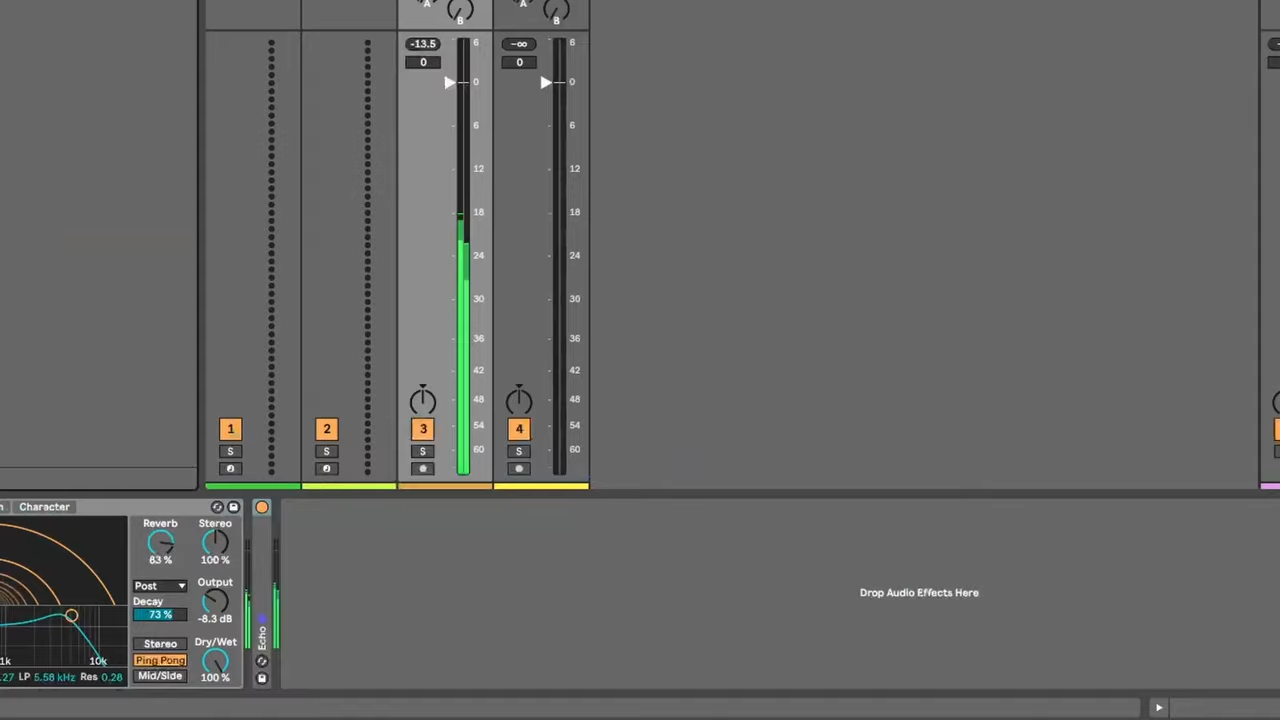 A
B
A
B
-13.5
6
-∞
6
0
0
0
0
6
6
12
12
18
18
24
24
30
30
36
36
42
42
48
48
54
54
60
60
1
2
3
4
S
S
S
S
Character
Reverb
Stereo
63 %
100 %
Post
Output
Decay
73 %
-8.3 dB
Stereo
Dry/Wet
Ping Pong
Mid/Side
100 %
1k
10k
.27 LP 5.58 kHz Res 0.28
Echo
Drop Audio Effects Here